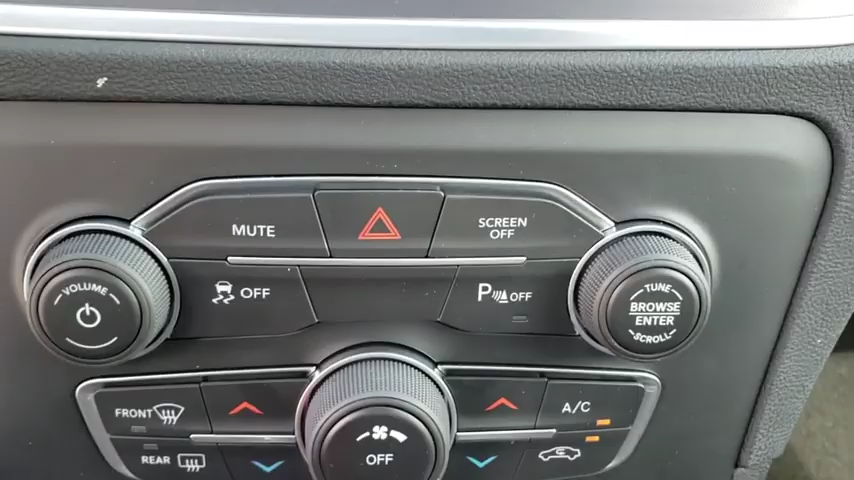 MUTE
SCREEN
OFF
VOLUME
OFF
P OFF
TUNE
BROWSE
ENTER
SCROLL
FRONT
A/C
REAR
OFF